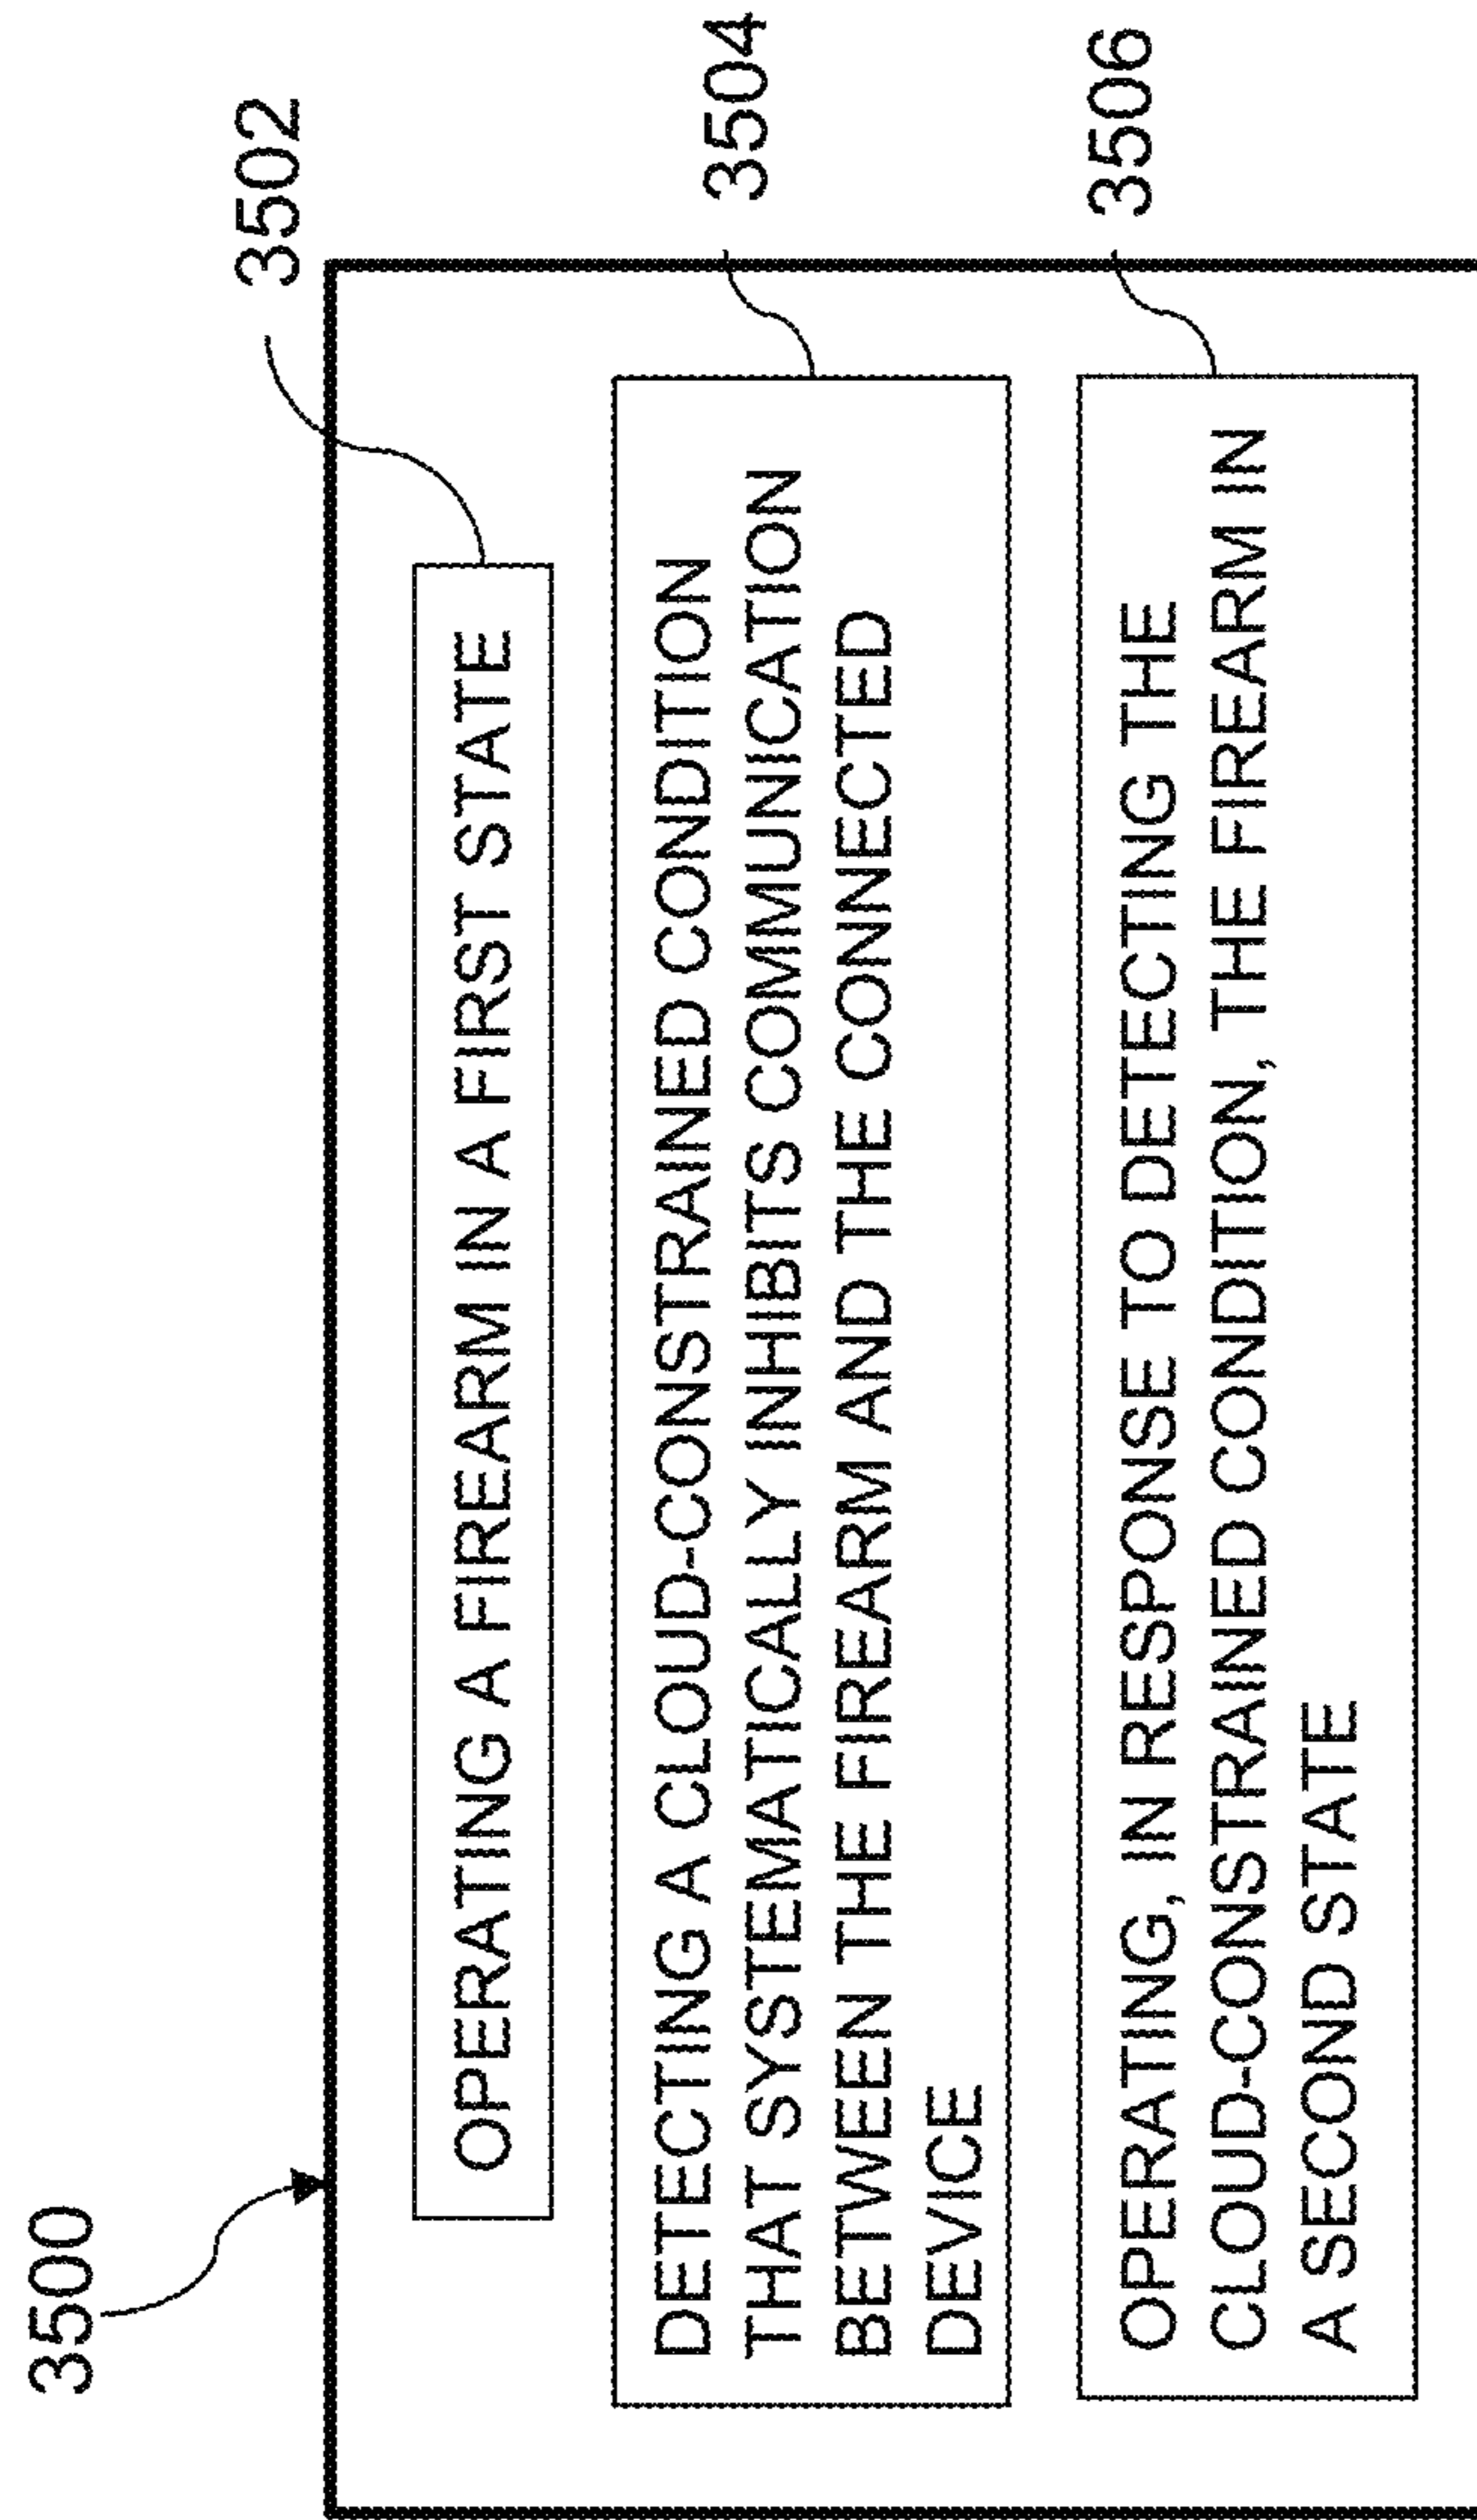 3500
3502
OPERATING A FIREARM IN A FIRST STATE
3504
DETECTING A CLOUD-CONSTRAINED CONDITION
THAT SYSTEMATICALLY INHIBITS COMMUNICATION
BETWEEN THE FIREARM AND THE CONNECTED
DEVICE
3506
OPERATING, IN RESPONSE TO DETECTING THE
CLOUD-CONSTRAINED CONDITION, THE FIREARM IN
A SECOND STATE